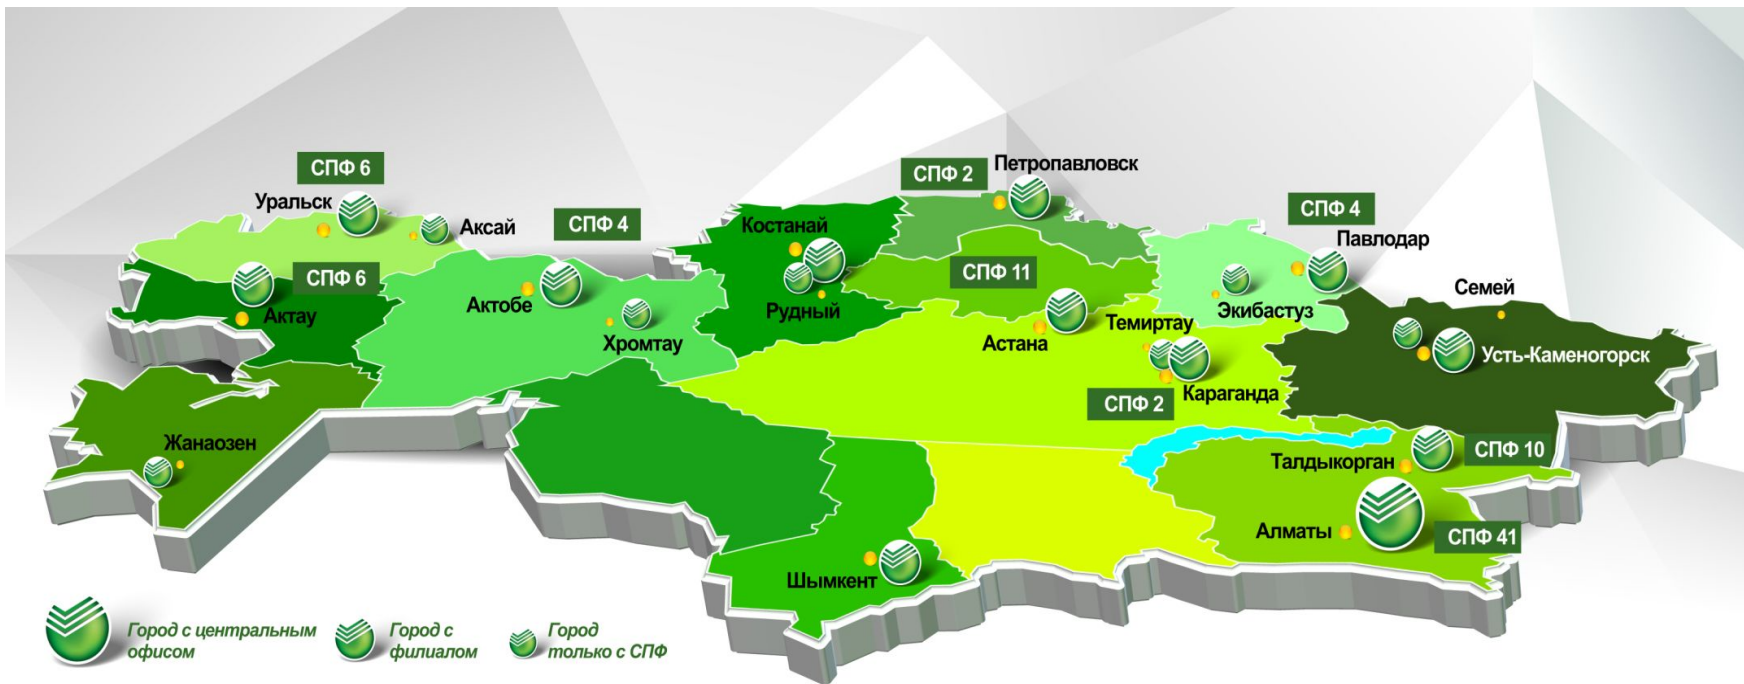 СПФ 6
Уральск
Аксай
СПФ 6
Актау
СПФ 4
Актобе
Хромтау
Жанаозен
Костанай
Рудный
СПФ 2
Петропавловск
СПФ 11
Астана
Темиртау
Караганда
СПФ 2
СПФ 4
Павлодар
Экибастуз
Семей
Усть-Каменогорск
Талдыкорган
СПФ 10
Алматы
СПФ 41
Шымкент
Город с центральным
офисом
Город с
филиалом
Город
только с СПФ